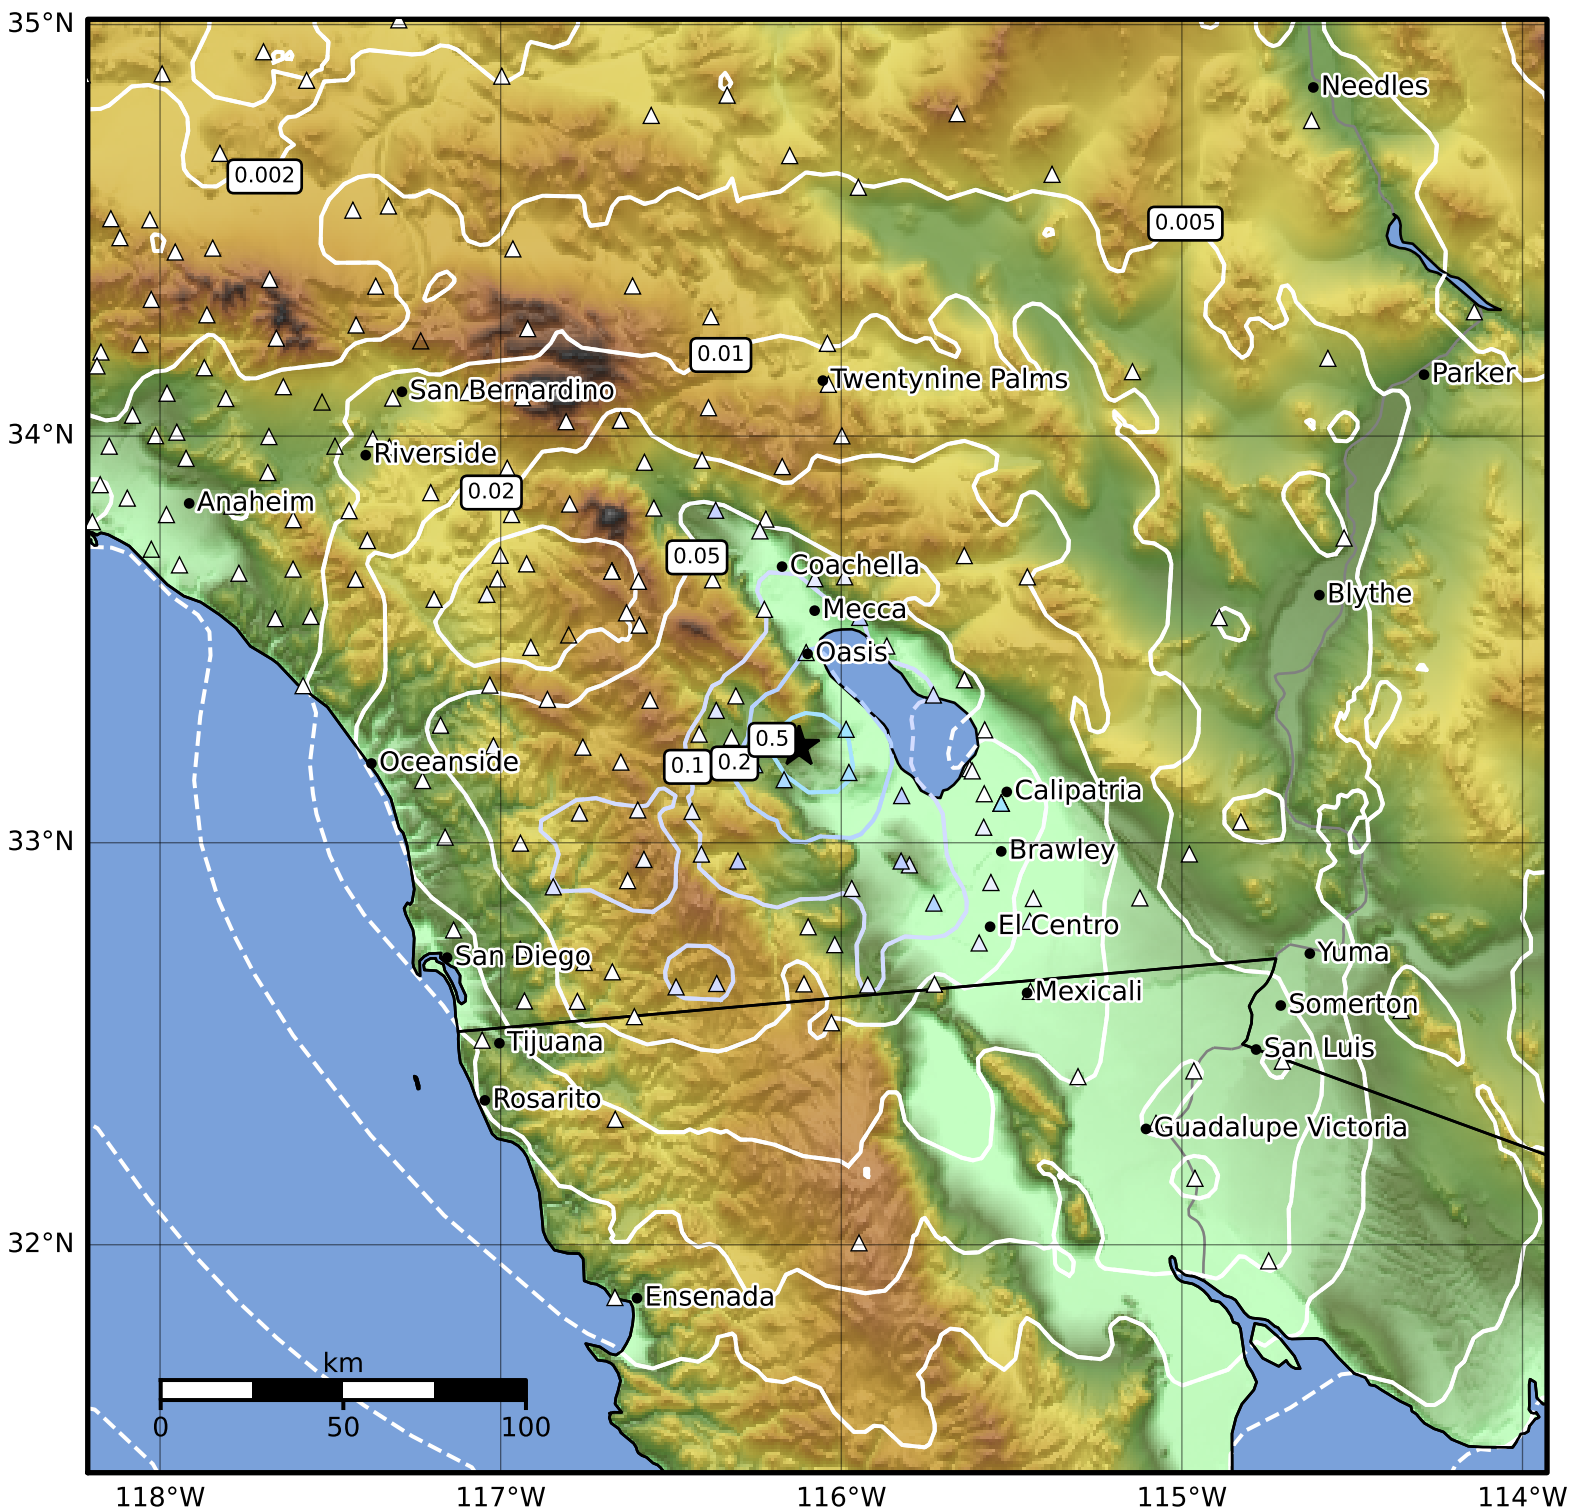 35°N
Needles
0.002
0.005
0.01
Twentynine Palms
Parker
San Bernardino
34°N
Riverside
0.02
Anaheim
0.05
Coachella
Blythe
Mecca
Oasis
0.5
Oceanside
0.1
0.2
Calipatria
33°N
Brawley
El Centro
San Diego
Yuma
Mexicali
Somerton
Tijuana
San Luis
Rosarito
Guadalupe Victoria
32°N
Ensenada
km
0
50
100
118°W
117°W
116°W
115°W
114°W